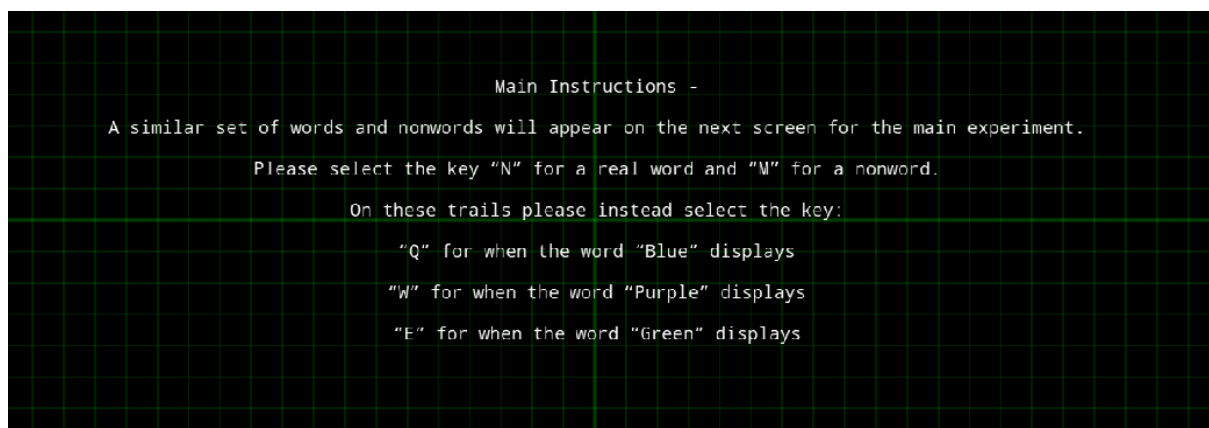 Main Instructions -
A similar set of words and nonwords will appear on the next screen for the main experiment.
Please select the key “N” for a real word and “M” for a nonword.
On these trails please instead select the key:
“Q” for when the word “Blue” displays
“W” for when the word “Purple” displays
“E” for when the word “Green” displays